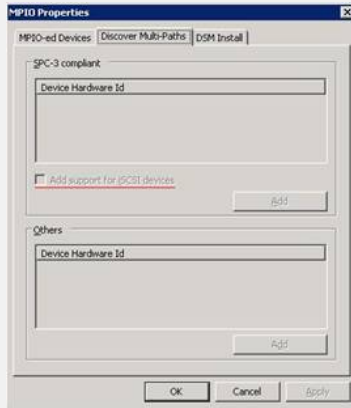 MPIO Properties
MPIO-ed Devices Discover Multi-Paths DSM Install
SPC-3 compliant
Device Hardware Id
Add support for iSCSI devices
Add
Others
Device Hardware Id
Add
OK Cancel Apply